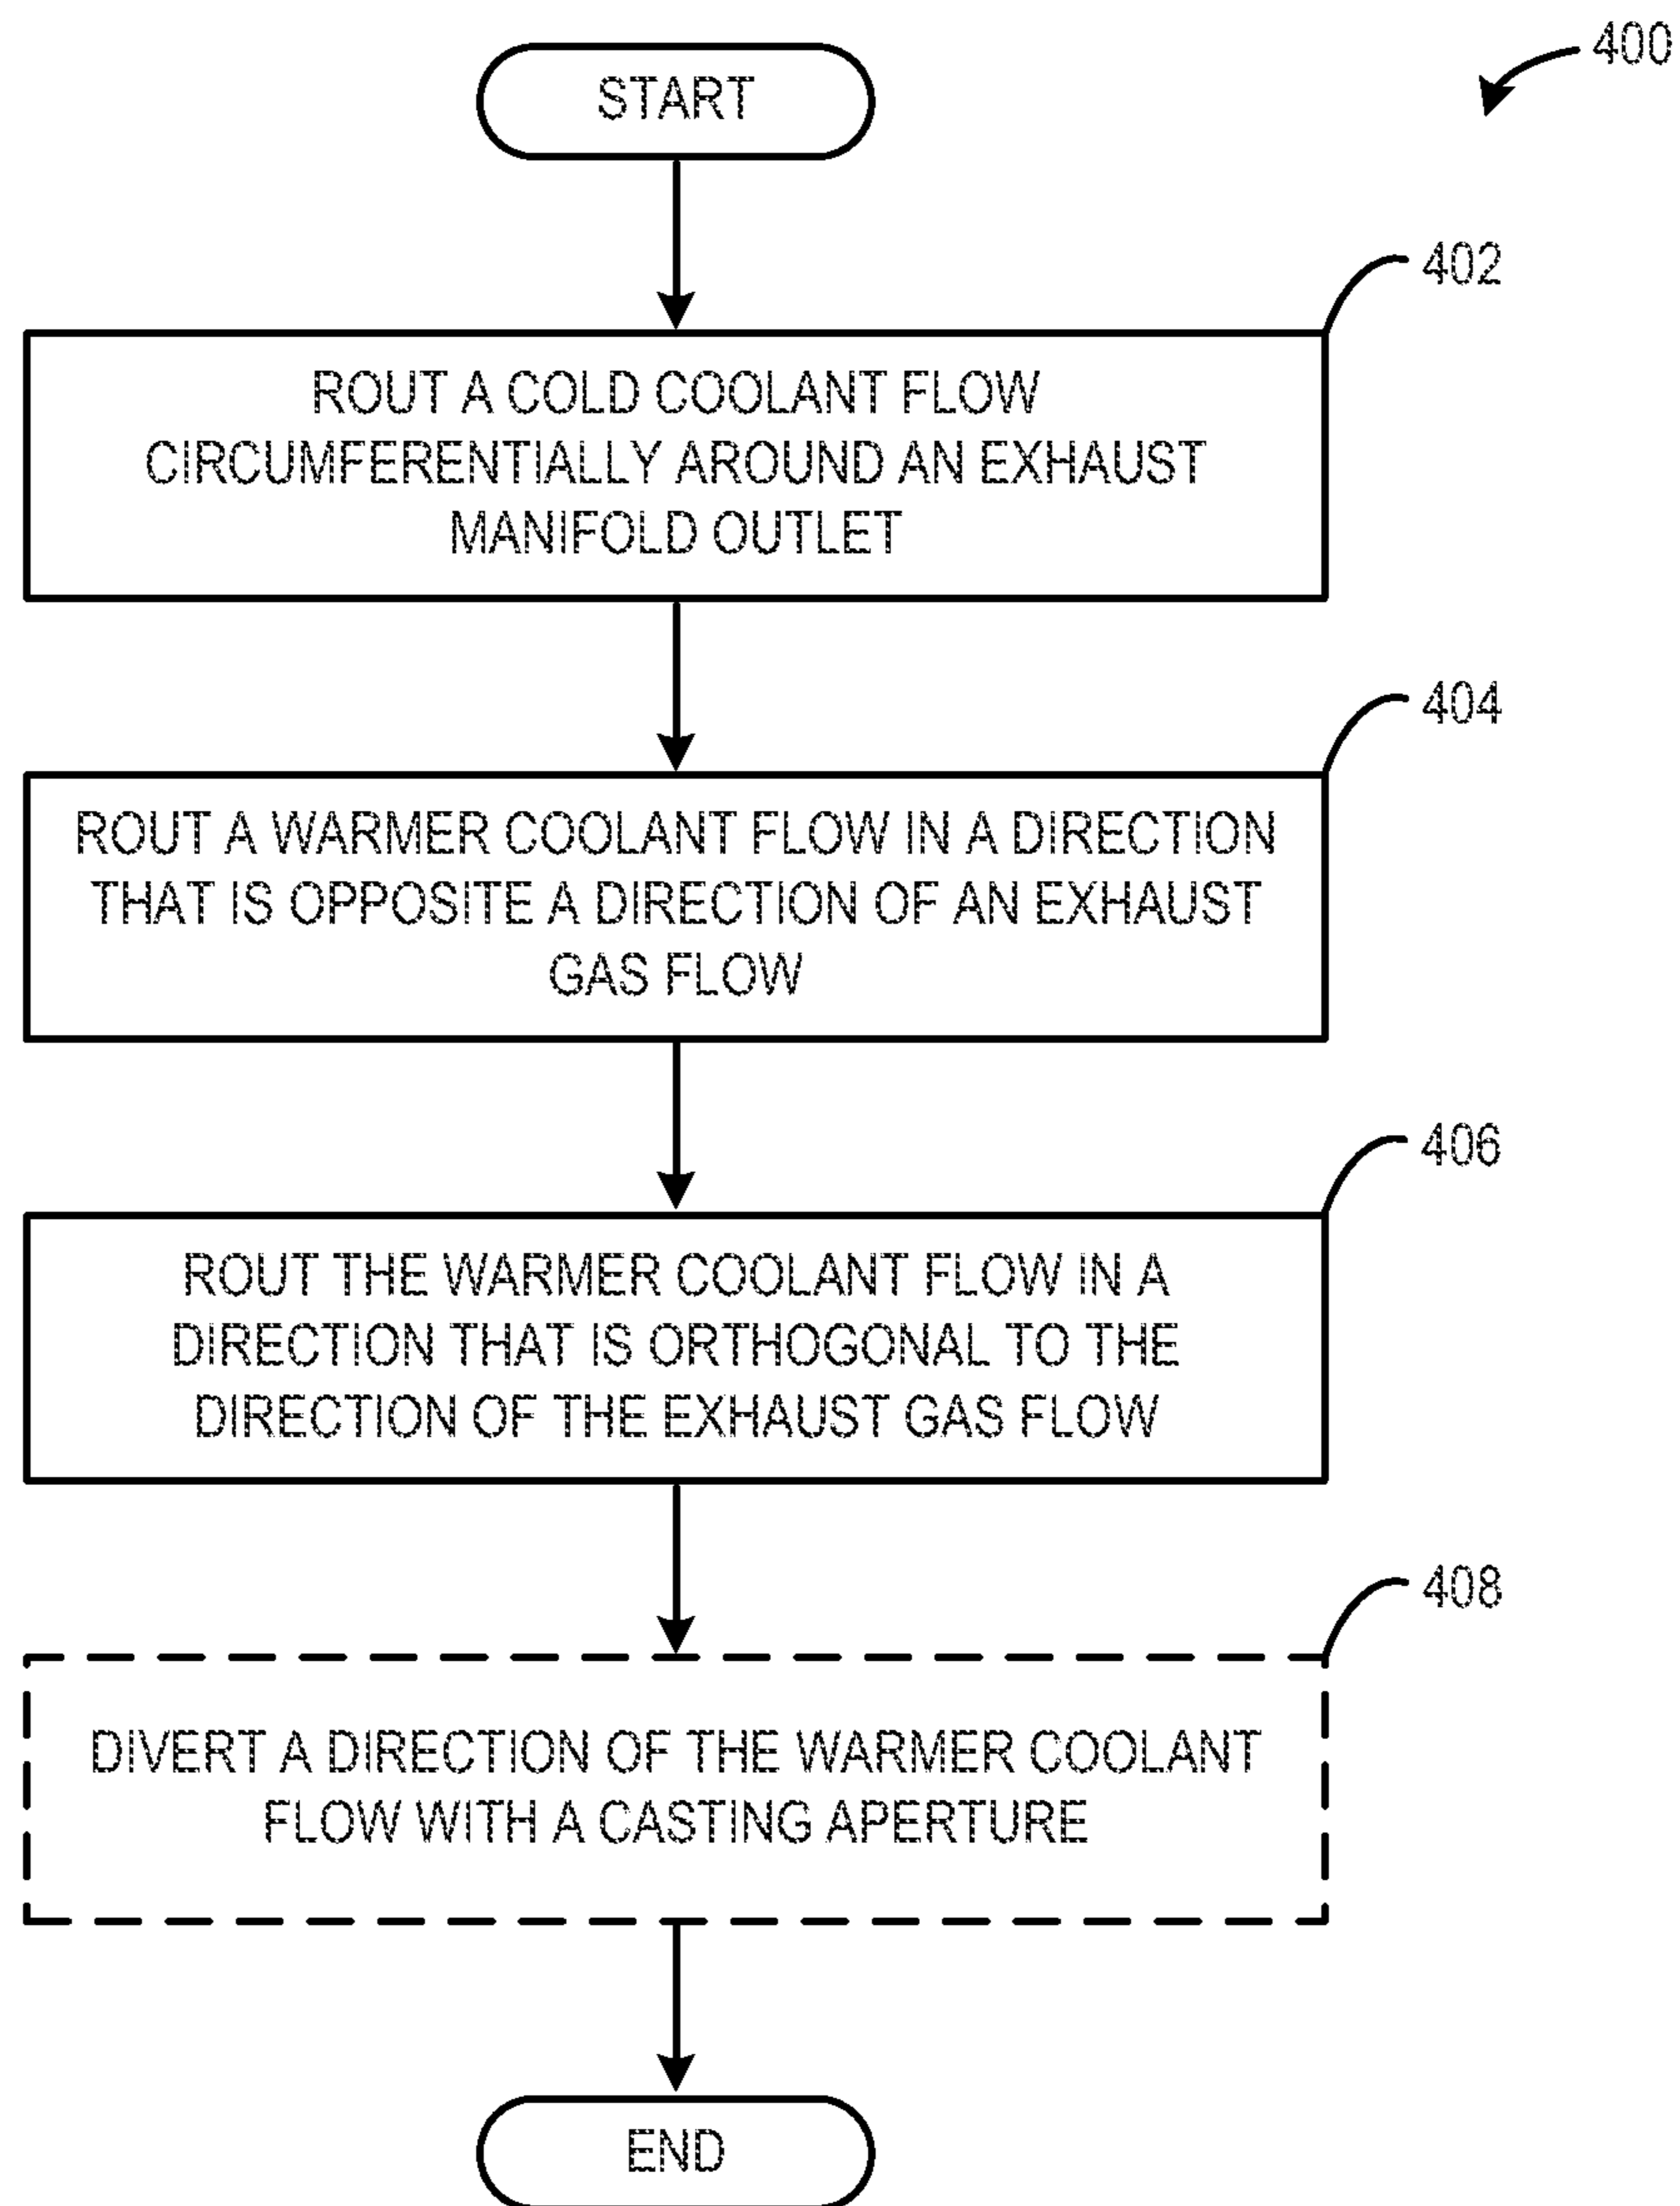 400
START
402
ROUT A COLD COOLANT FLOW
CIRCUMFERENTIALLY AROUND AN EXHAUST
MANIFOLD OUTLET
404
ROUT A WARMER COOLANT FLOW IN A DIRECTION
THAT IS OPPOSITE A DIRECTION OF AN EXHAUST
GAS FLOW
406
ROUT THE WARMER COOLANT FLOW IN A
DIRECTION THAT IS ORTHOGONAL TO THE
DIRECTION OF THE EXHAUST GAS FLOW
408
DIVERT A DIRECTION OF THE WARMER COOLANT
FLOW WITH A CASTING APERTURE
END